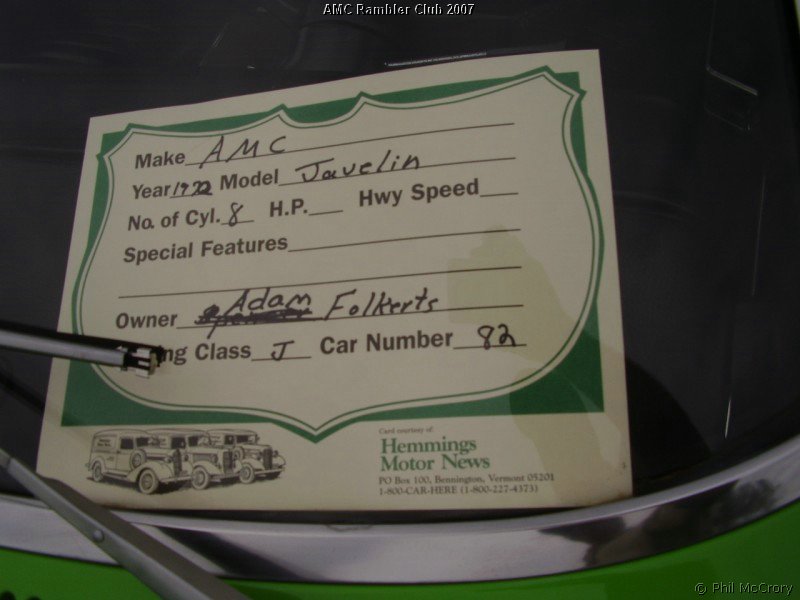 AMC Rambler Club 2007
Make AMC
Year 1972 Model Javelin
No. of Cyl. 8 H.P. Hwy Speed
Special Features
Owner Adam Folkerts
ng Class J Car Number 82
Card courtesy of:
Hemmings
Motor News
PO Box 100, Bennington, Vermont 05201
1-800-CAR-HERE (1-800-227-4373)
© Phil McCrory